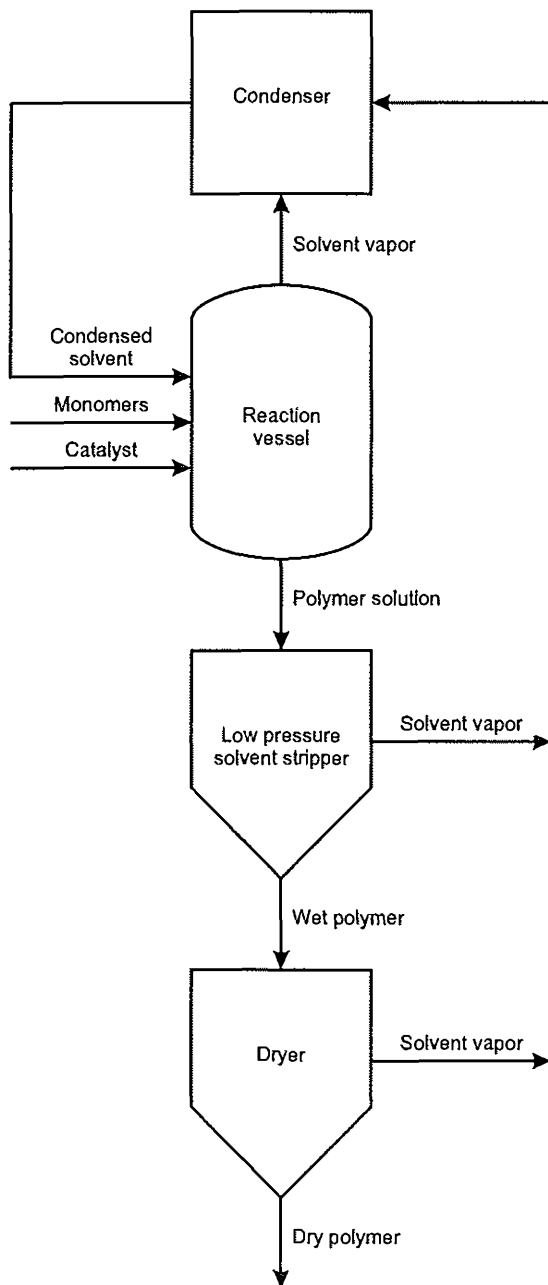 Condenser
Solvent vapor
Condensed
solvent
Monomers
Catalyst
Reaction
vessel
Polymer solution
Low pressure
solvent stripper
Solvent vapor
Wet polymer
Dryer
Solvent vapor
Dry polymer